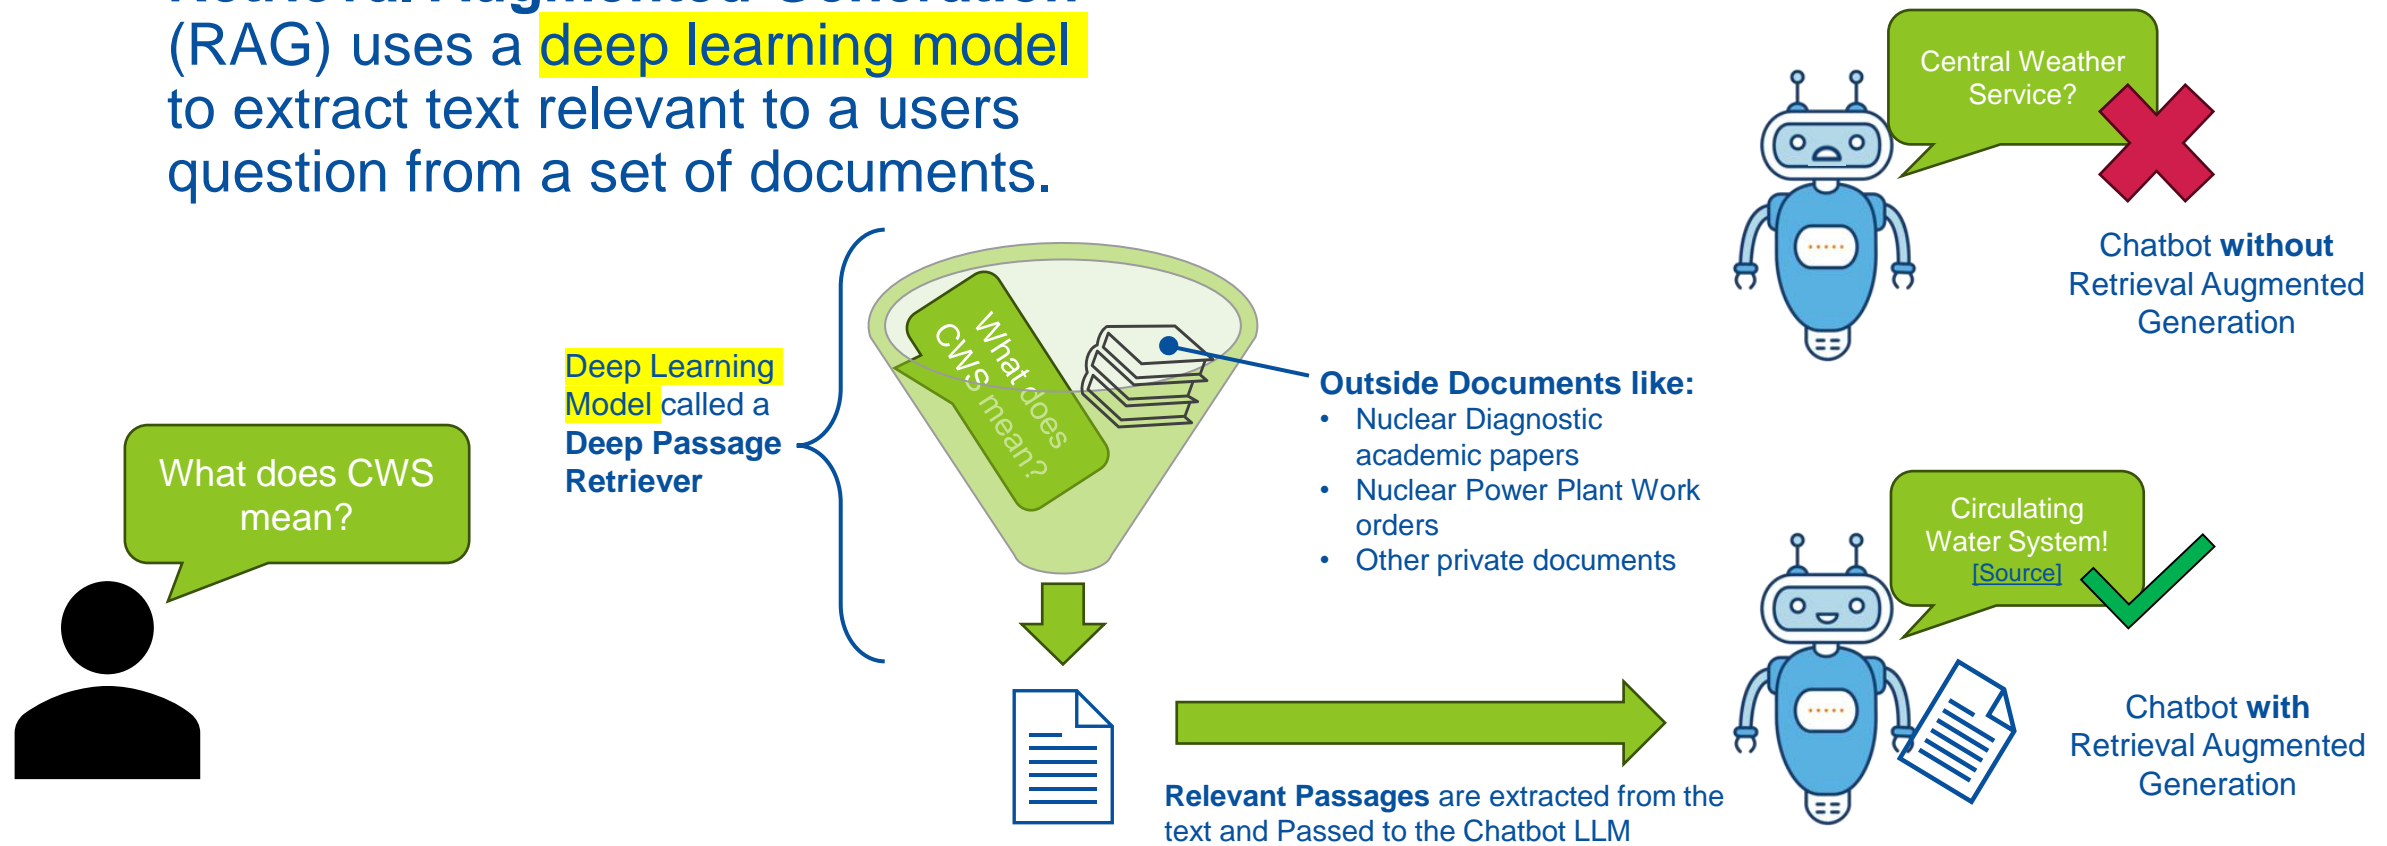 Retrieval Augmented Generation
(RAG) uses a deep learning model
to extract text relevant to a users
question from a set of documents.
What does CWS
mean?
Deep Learning
Model called a
Deep Passage
Retriever
What does
CWS mean?
Outside Documents like:
• Nuclear Diagnostic
academic papers
• Nuclear Power Plant Work
orders
• Other private documents
Relevant Passages are extracted from the
text and Passed to the Chatbot LLM
Central Weather
Service?
Chatbot without
Retrieval Augmented
Generation
Circulating
Water System!
[Source]
Chatbot with
Retrieval Augmented
Generation